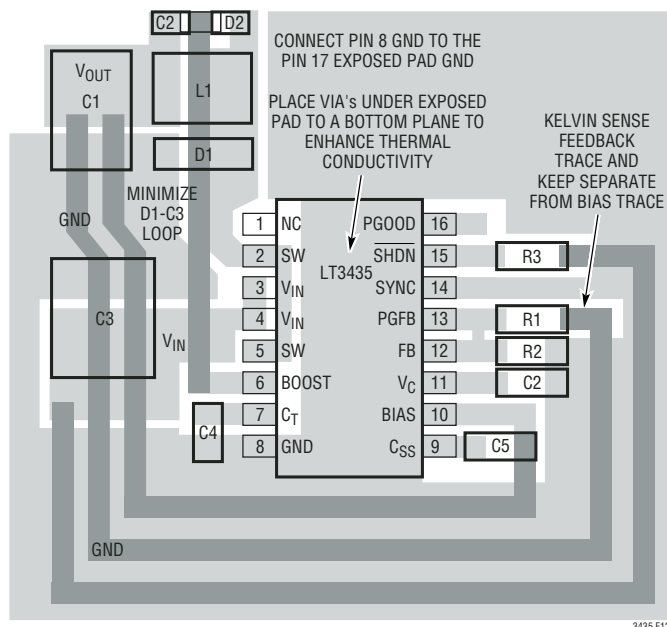 C2 D2
CONNECT PIN 8 GND TO THE
PIN 17 EXPOSED PAD GND
VOUT
C1
L1
PLACE VIA's UNDER EXPOSED
PAD TO A BOTTOM PLANE TO
ENHANCE THERMAL
CONDUCTIVITY
KELVIN SENSE
FEEDBACK
TRACE AND
KEEP SEPARATE
FROM BIAS TRACE
D1
MINIMIZE
D1-C3
LOOP
GND
C3
VIN
LT3435
1 NC PGOOD 16
2 SW SHDN 15 R3
3 VIN SYNC 14
4 VIN PGFB 13 R1
5 SW FB 12 R2
6 BOOST VC 11 C2
7 CT BIAS 10
8 GND CSS 9 C5
C4
GND